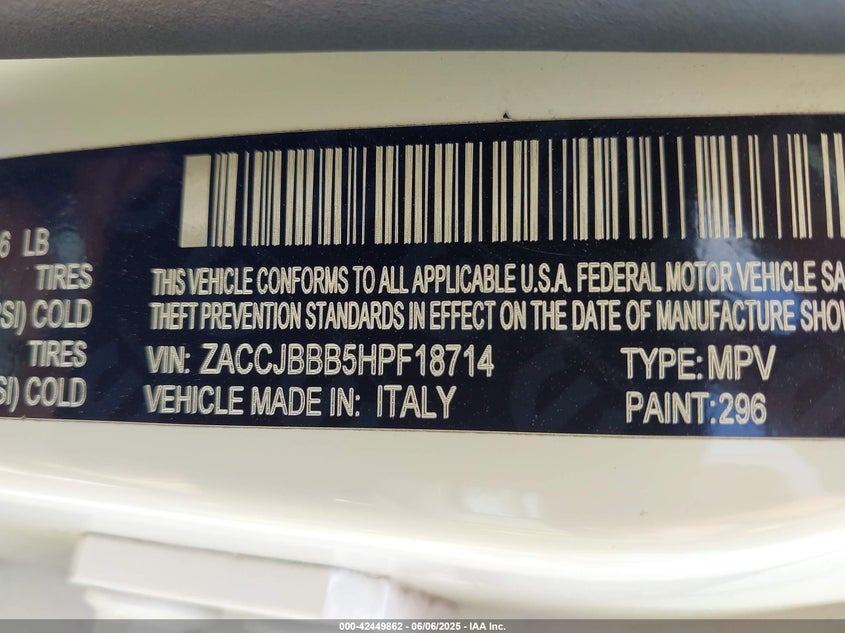 6 LB
TIRES
SI) COLD
TIRES
SI) COLD
THIS VEHICLE CONFORMS TO ALL APPLICABLE U.S.A. FEDERAL MOTOR VEHICLE SA
THEFT PREVENTION STANDARDS IN EFFECT ON THE DATE OF MANUFACTURE SHOW
VIN: ZACCJBBB5HPF18714 TYPE: MPV
VEHICLE MADE IN: ITALY PAINT: 296
000-42449862 - 06/06/2025 - IAA Inc.